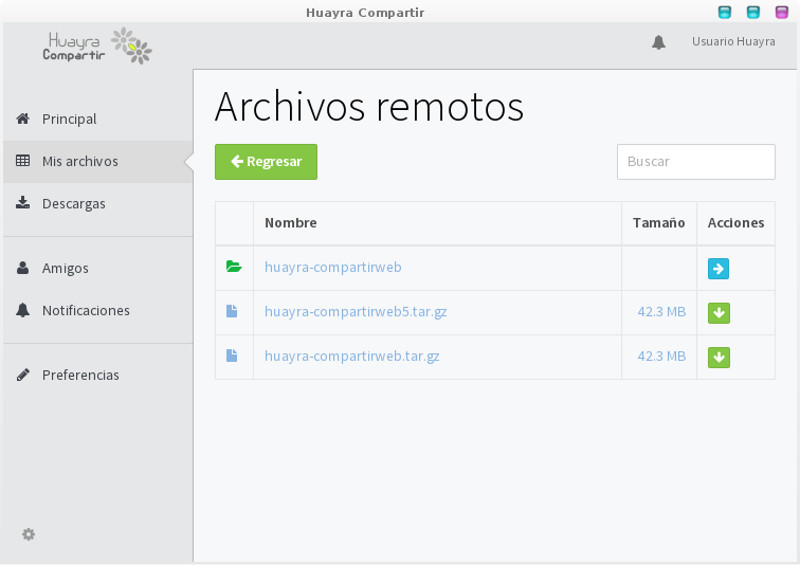 Huayra Compartir
Huayra
Compartir
Usuario Huayra
Principal
Mis archivos
Descargas
Amigos
Notificaciones
Preferencias
Archivos remotos
Regresar
Buscar
Nombre Tamaño Acciones
huayra-compartirweb
huayra-compartirweb5.tar.gz 42.3 MB
huayra-compartirweb.tar.gz 42.3 MB